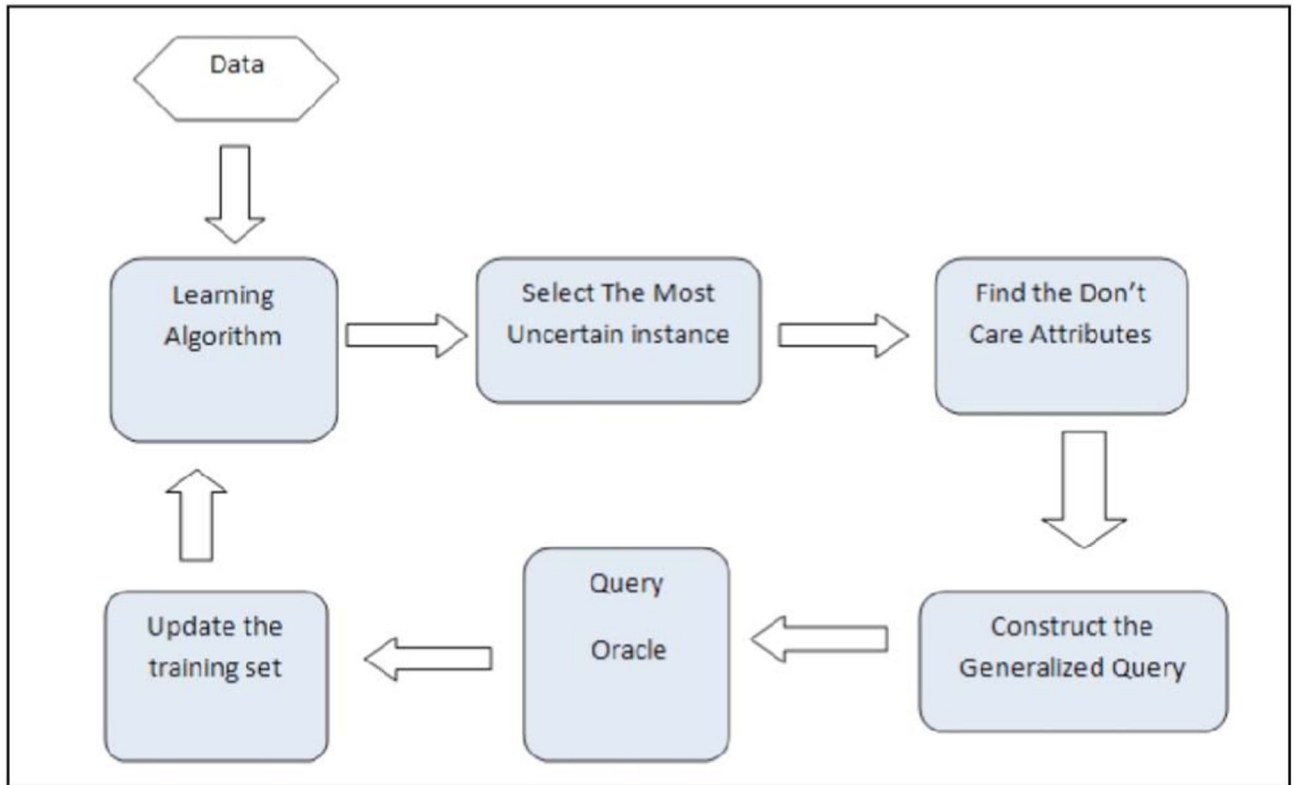 Data
Learning
Algorithm
Select The Most
Uncertain instance
Find the Don't
Care Attributes
Construct the
Generalized Query
Query
Oracle
Update the
training set